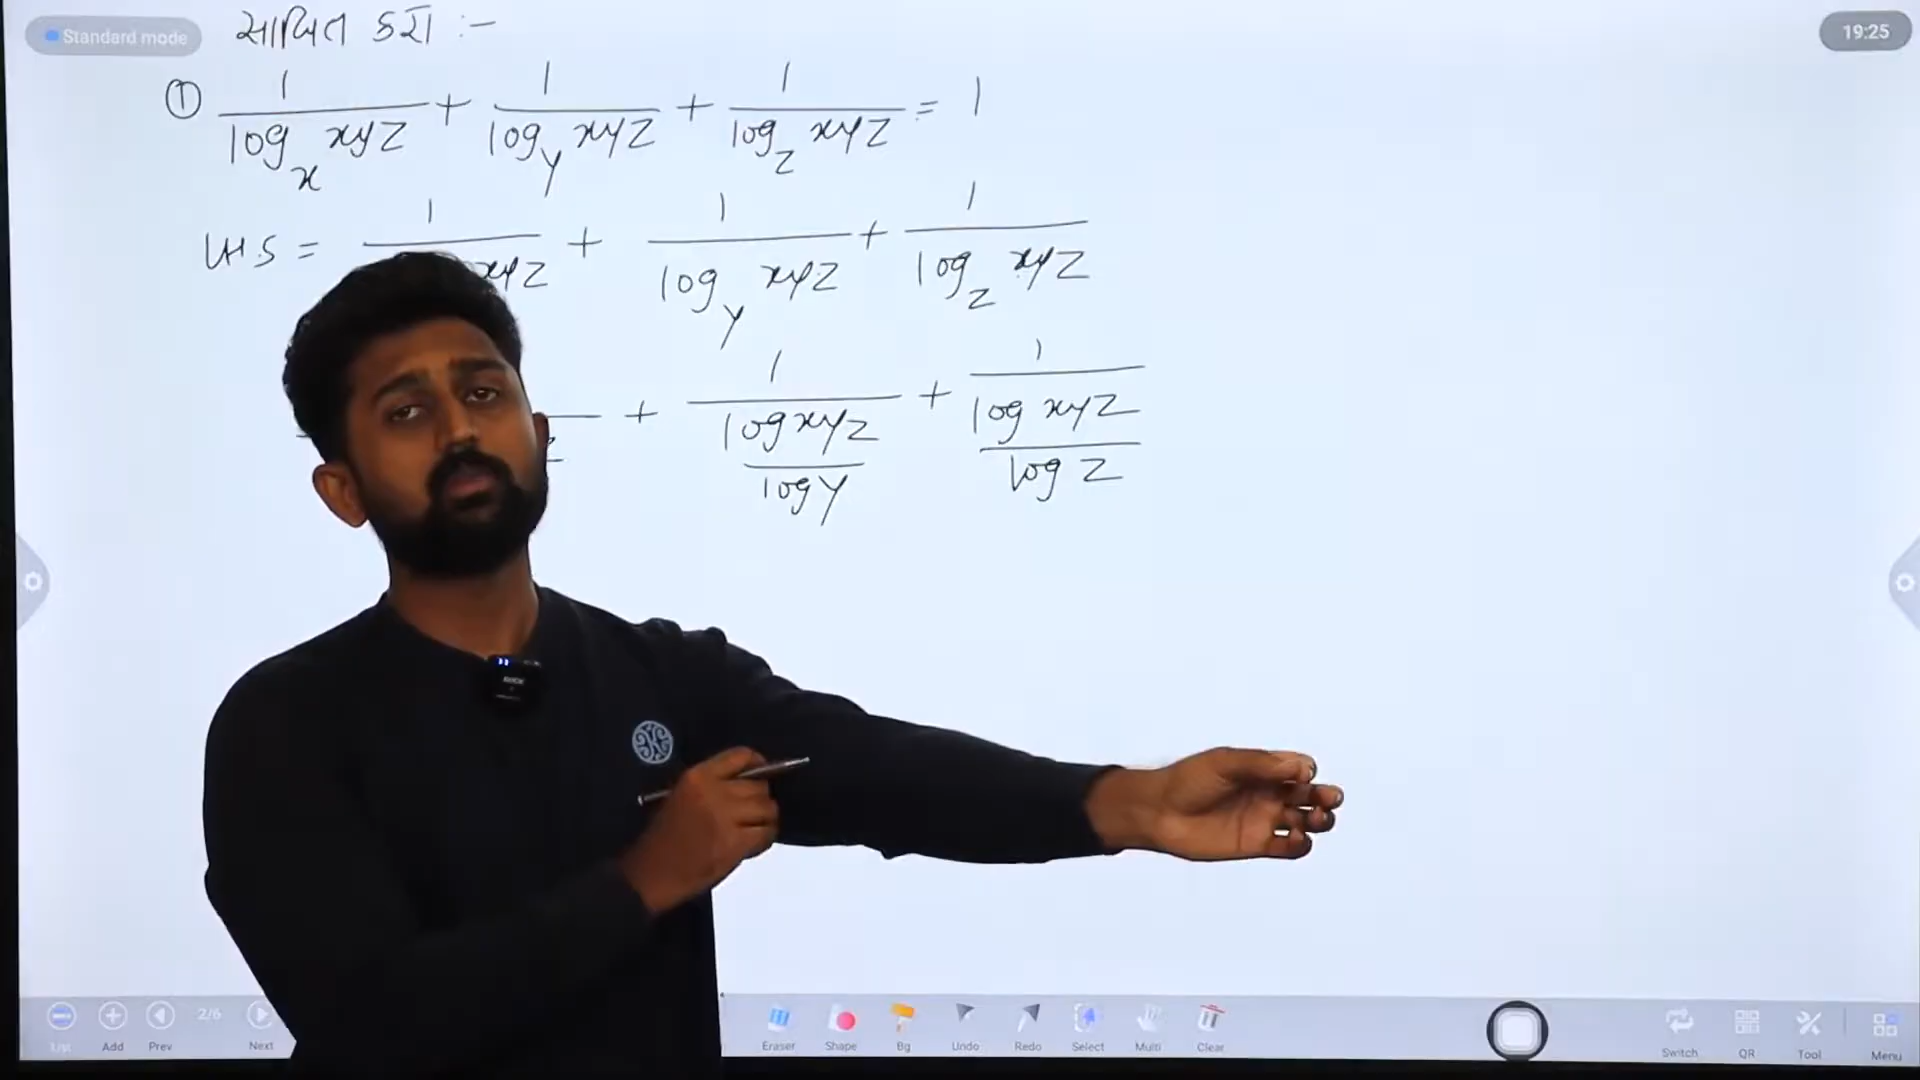 Standard mode
સાબિત કરો :-
19:25
① 1/log_x xyz + 1/log_y xyz + 1/log_z xyz = 1
LHS = 1/ xyz + 1/log_y xyz + 1/log_z xyz
+ 1/(log xyz/log y) + 1/(log xyz/log z)
2/6
List Add Prev Next Eraser Shape Bg Undo Redo Select Multi Clear Switch QR Tool Menu